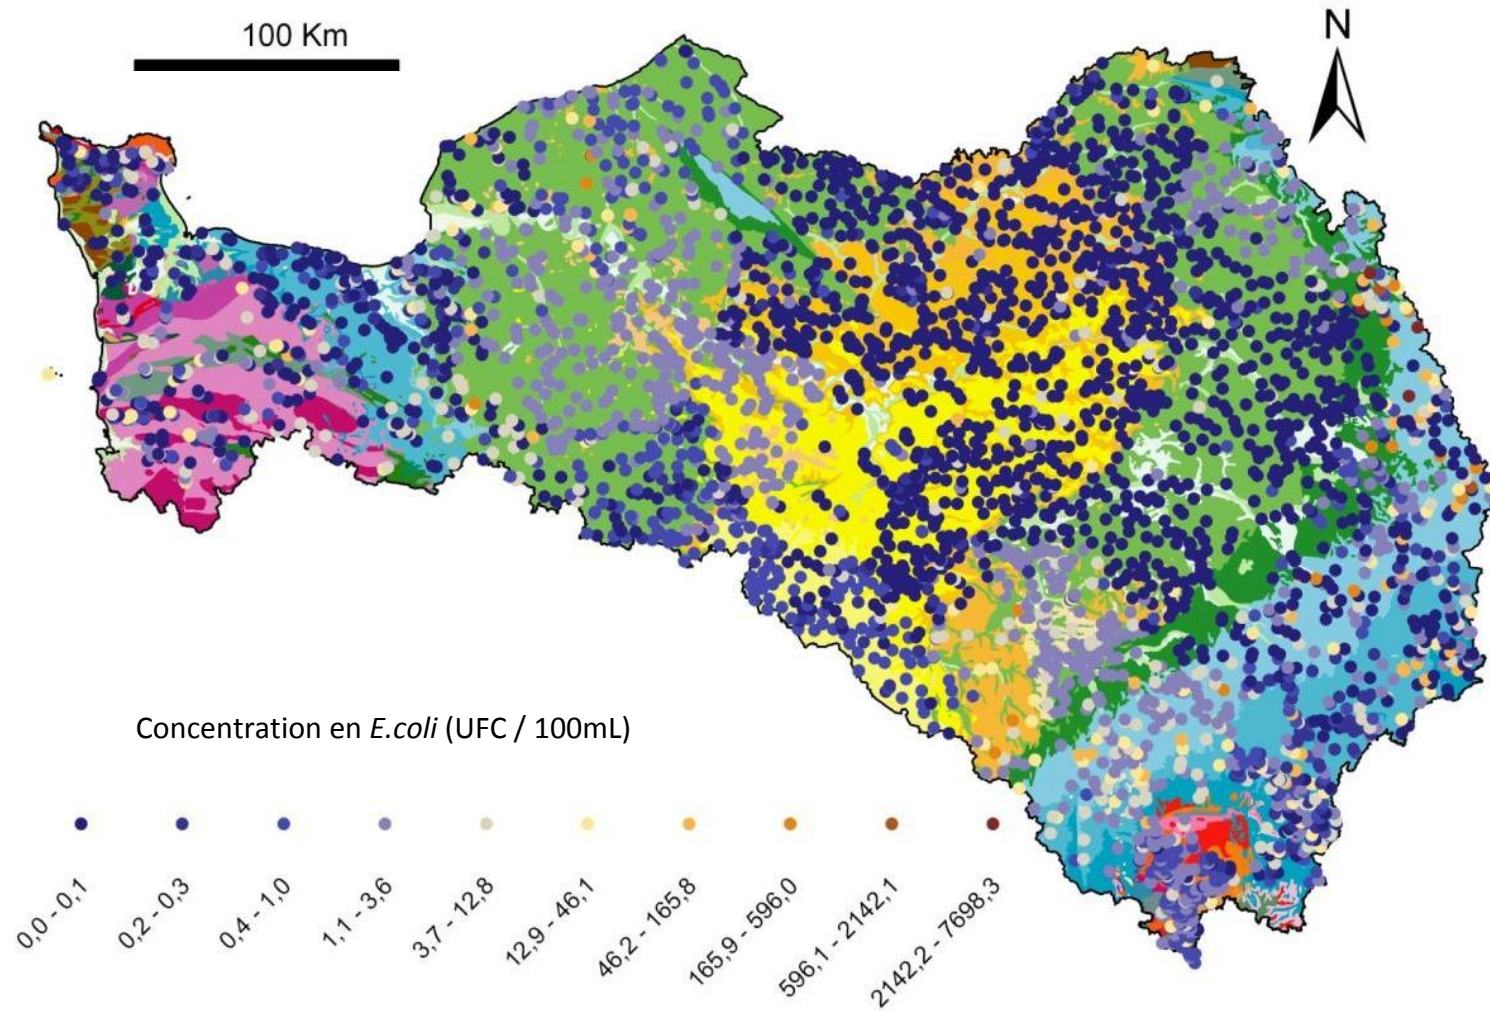 100 Km
N
Concentration en E.coli (UFC / 100mL)
0,0 - 0,1
0,2 - 0,3
0,4 - 1,0
1,1 - 3,6
3,7 - 12,8
12,9 - 46,1
46,2 - 165,8
165,9 - 596,0
596,1 - 2142,1
2142,2 - 7698,3